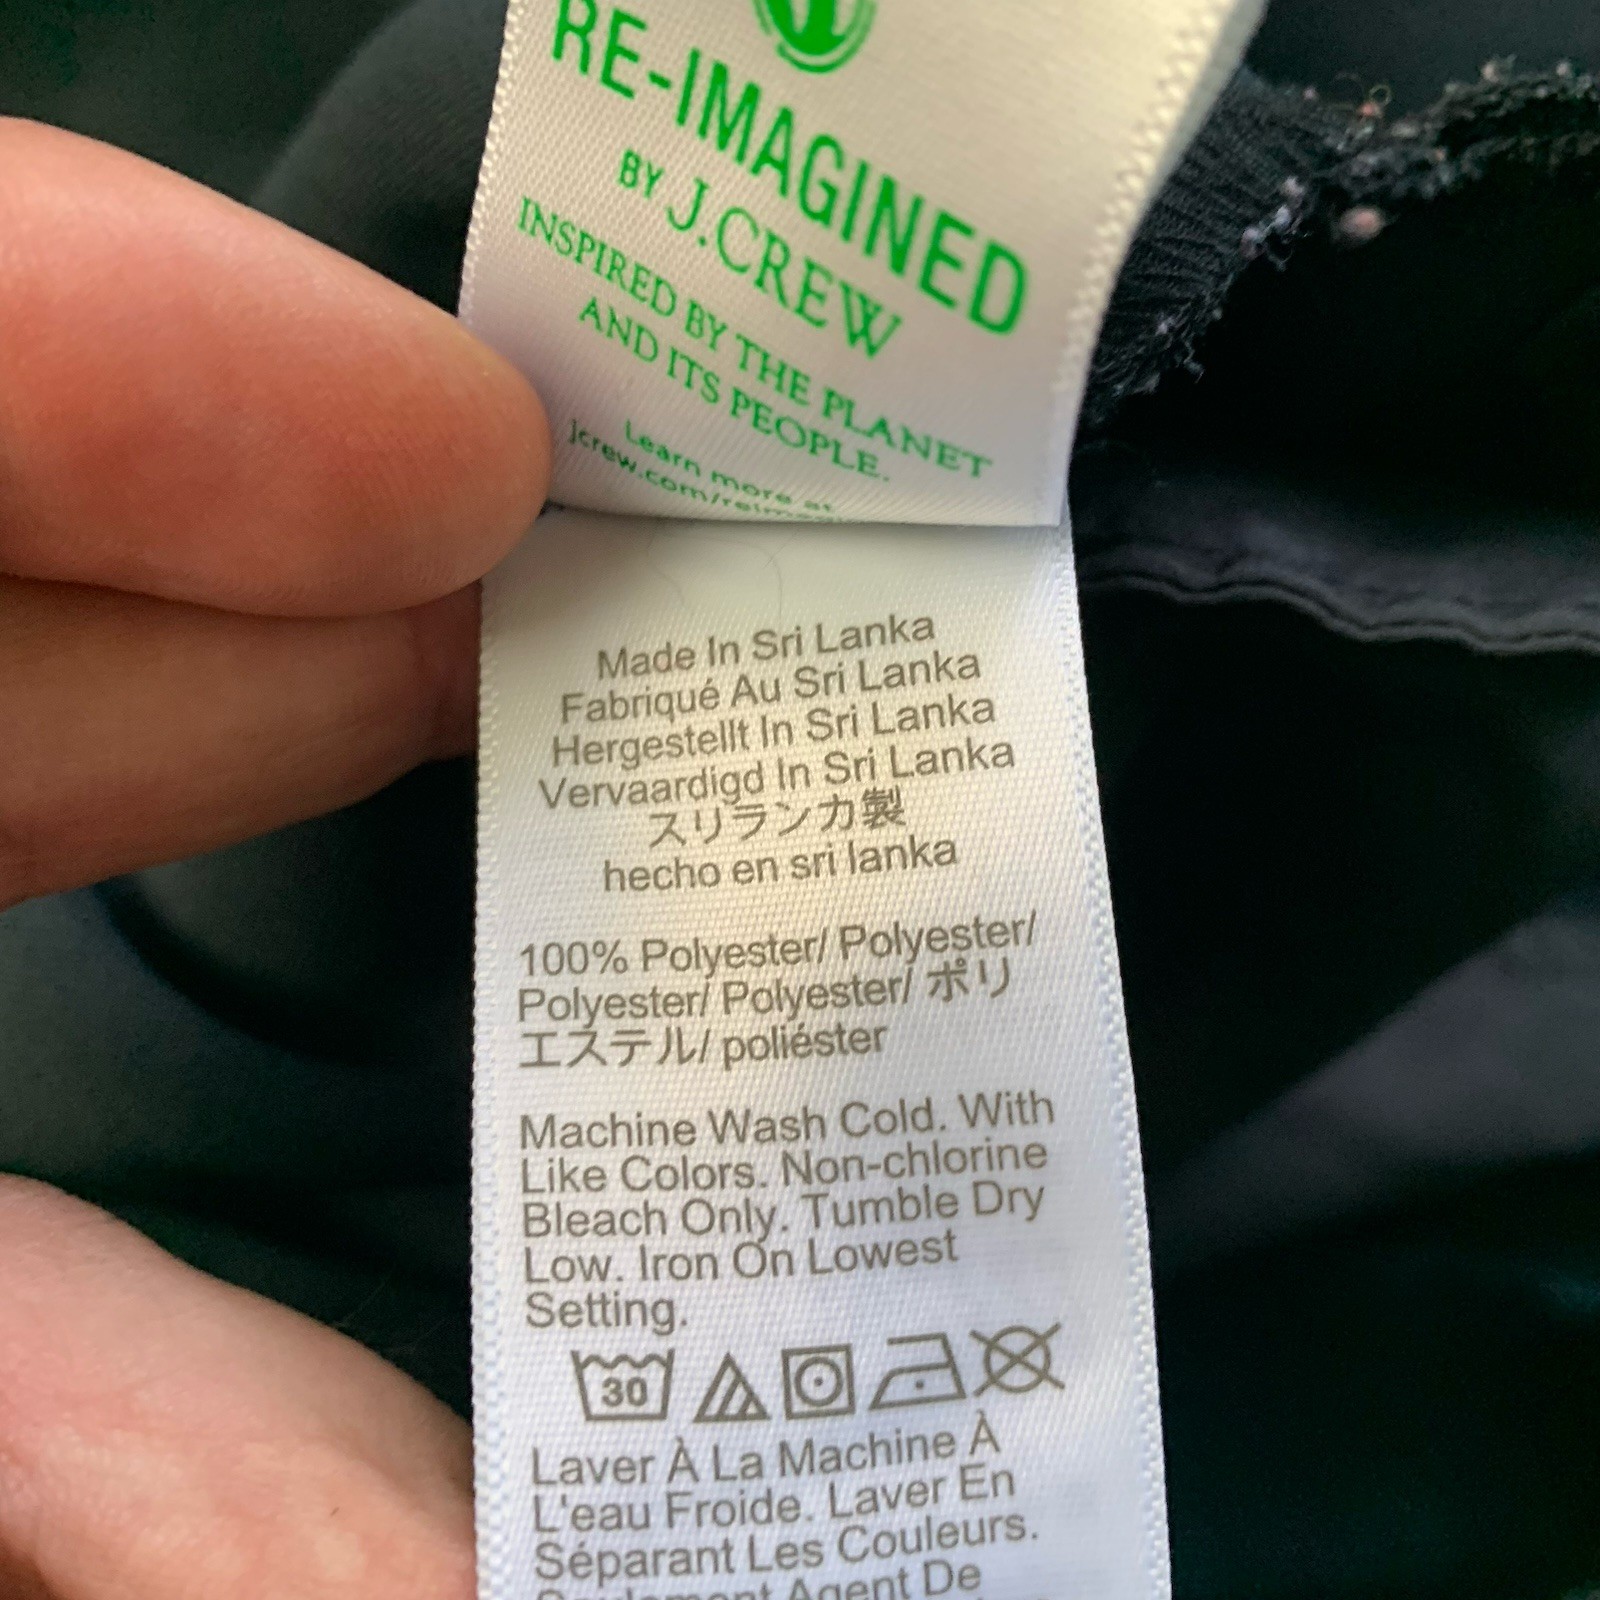 RE-IMAGINED
BY J.CREW
INSPIRED BY THE PLANET
AND ITS PEOPLE.
Learn more at
Made In Sri Lanka
Fabriqué Au Sri Lanka
Hergestellt In Sri Lanka
Vervaardigd In Sri Lanka
スリランカ製
hecho en sri lanka
100% Polyester/ Polyester/
Polyester/ Polyester/ ポリ
エステル/ poliéster
Machine Wash Cold. With
Like Colors. Non-chlorine
Bleach Only. Tumble Dry
Low. Iron On Lowest
Setting.
30
Laver À La Machine À
L'eau Froide. Laver En
Séparant Les Couleurs.
Agent De